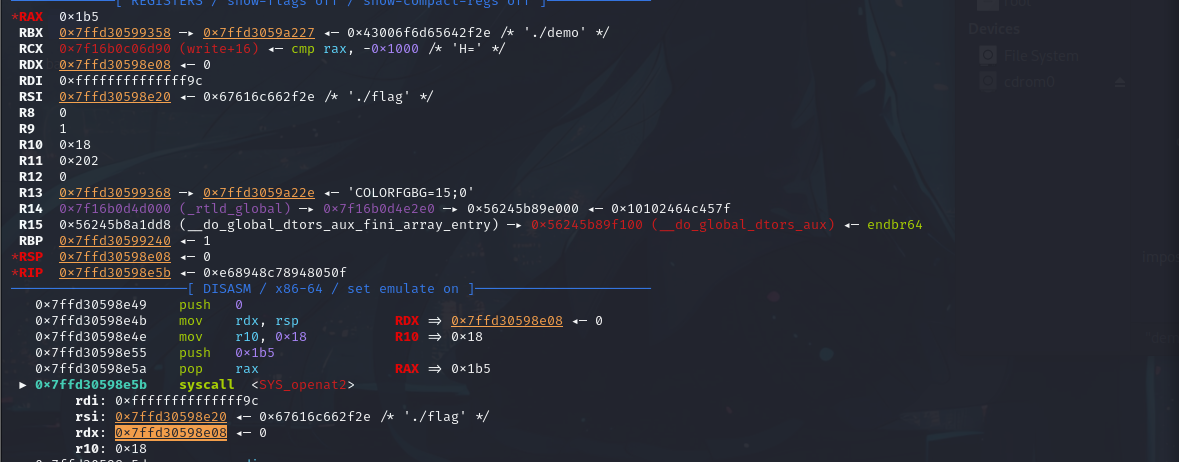 [ REGISTERS / show-flags off / show-compact-regs off ]
*RAX  0×1b5
RBX  0×7ffd30599358 —▸ 0×7ffd3059a227 ◂— 0×43006f6d65642f2e /* './demo' */
RCX  0×7f16b0c06d90 (write+16) ◂— cmp rax, -0×1000 /* 'H=' */
RDX  0×7ffd30598e08 ◂— 0
RDI  0×ffffffffffffff9c
RSI  0×7ffd30598e20 ◂— 0×67616c662f2e /* './flag' */
R8   0
R9   1
R10  0×18
R11  0×202
R12  0
R13  0×7ffd30599368 —▸ 0×7ffd3059a22e ◂— 'COLORFGBG=15;0'
R14  0×7f16b0d4d000 (_rtld_global) —▸ 0×7f16b0d4e2e0 —▸ 0×56245b89e000 ◂— 0×10102464c457f
R15  0×56245b8a1dd8 (__do_global_dtors_aux_fini_array_entry) —▸ 0×56245b89f100 (__do_global_dtors_aux) ◂— endbr64
RBP  0×7ffd30599240 ◂— 1
*RSP  0×7ffd30598e08 ◂— 0
*RIP  0×7ffd30598e5b ◂— 0×e68948c78948050f
[ DISASM / x86-64 / set emulate on ]
0×7ffd30598e49    push   0
0×7ffd30598e4b    mov    rdx, rsp    RDX ⇒ 0×7ffd30598e08 ◂— 0
0×7ffd30598e4e    mov    r10, 0×18    R10 ⇒ 0×18
0×7ffd30598e55    push   0×1b5
0×7ffd30598e5a    pop    rax    RAX ⇒ 0×1b5
▸ 0×7ffd30598e5b    syscall  <SYS_openat2>
rdi: 0×ffffffffffffff9c
rsi: 0×7ffd30598e20 ◂— 0×67616c662f2e /* './flag' */
rdx: 0×7ffd30598e08 ◂— 0
r10: 0×18
root
Devices
File System
cdrom0